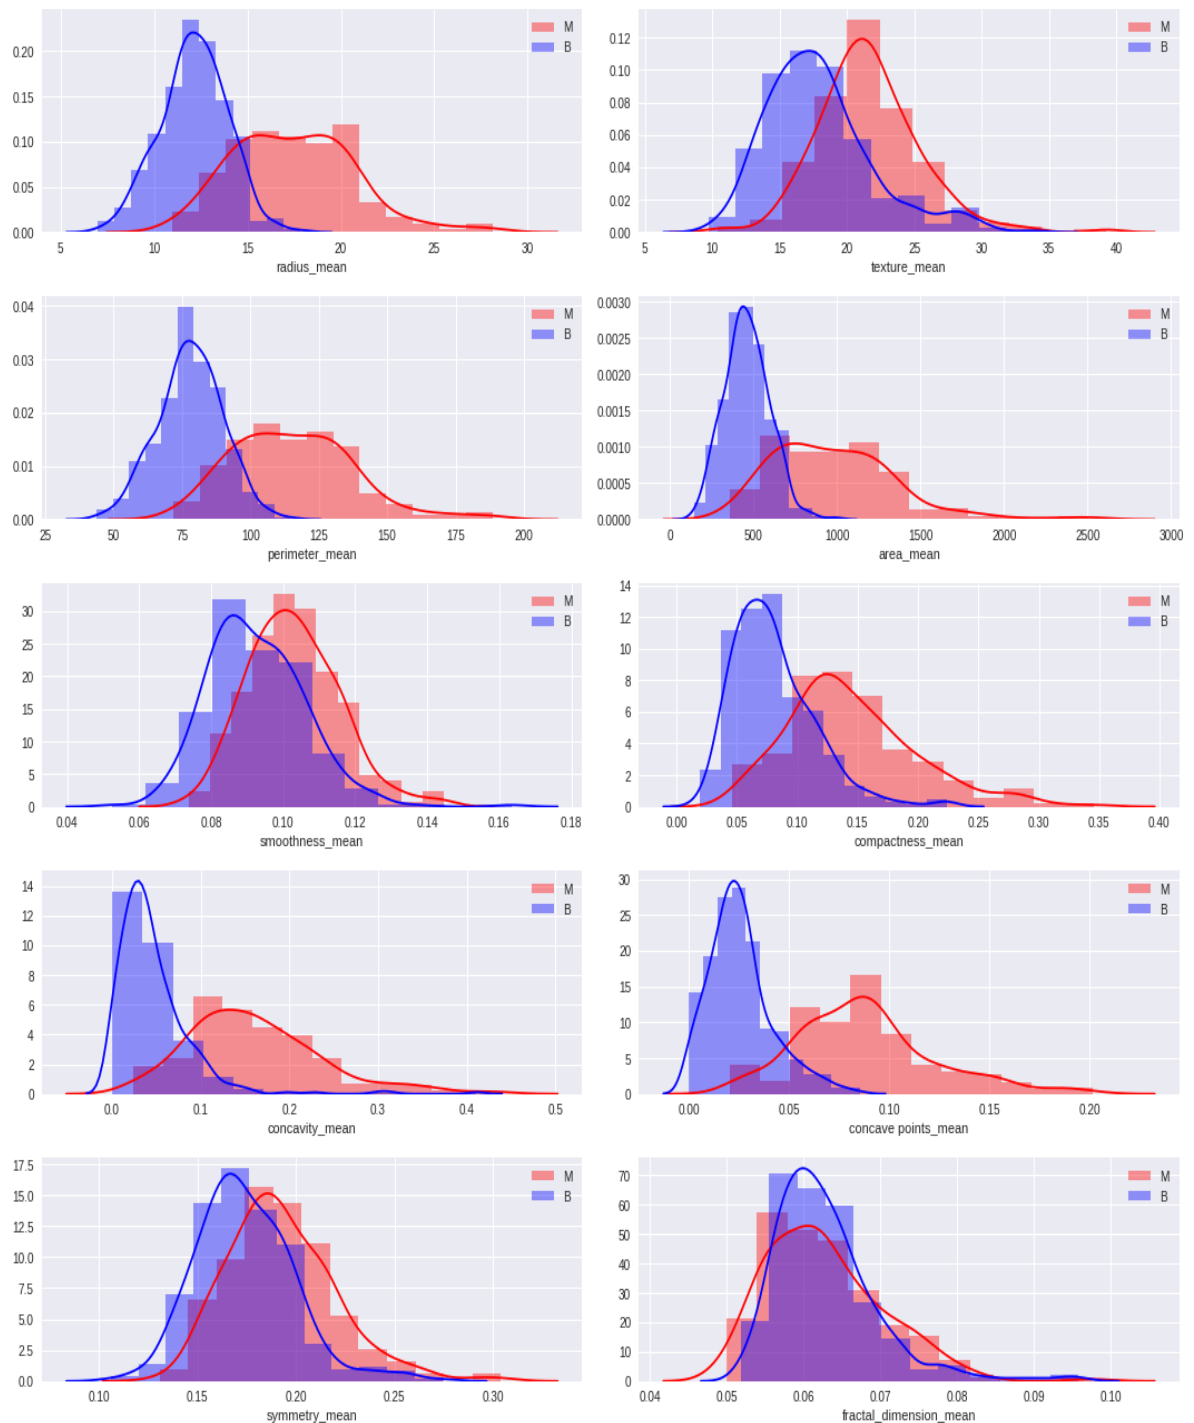 M M
B B
0.20 0.12
0.10
0.15 0.08
0.10 0.06
0.04
0.05 0.02
0.00 0.00
5 10 15 20 25 30 5 10 15 20 25 30 35 40
radius_mean texture_mean
0.04 0.0030
M M
B B
0.03 0.0025
0.0020
0.02 0.0015
0.01 0.0010
0.0005
0.00 0.0000
25 50 75 100 125 150 175 200 0 500 1000 1500 2000 2500 3000
perimeter_mean area_mean
14
M M
30 B 12 B
25 10
20 8
15 6
10 4
5 2
0 0
0.04 0.06 0.08 0.10 0.12 0.14 0.16 0.18 0.00 0.05 0.10 0.15 0.20 0.25 0.30 0.35 0.40
smoothness_mean compactness_mean
14 M 30 M
B B
12 25
10 20
8 15
6 10
4 5
2
0 0
0.0 0.1 0.2 0.3 0.4 0.5 0.00 0.05 0.10 0.15 0.20
concavity_mean concave points_mean
17.5 M 70 M
15.0 B 60 B
12.5 50
10.0 40
7.5 30
5.0 20
2.5 10
0.0 0
0.10 0.15 0.20 0.25 0.30 0.04 0.05 0.06 0.07 0.08 0.09 0.10
symmetry_mean fractal_dimension_mean